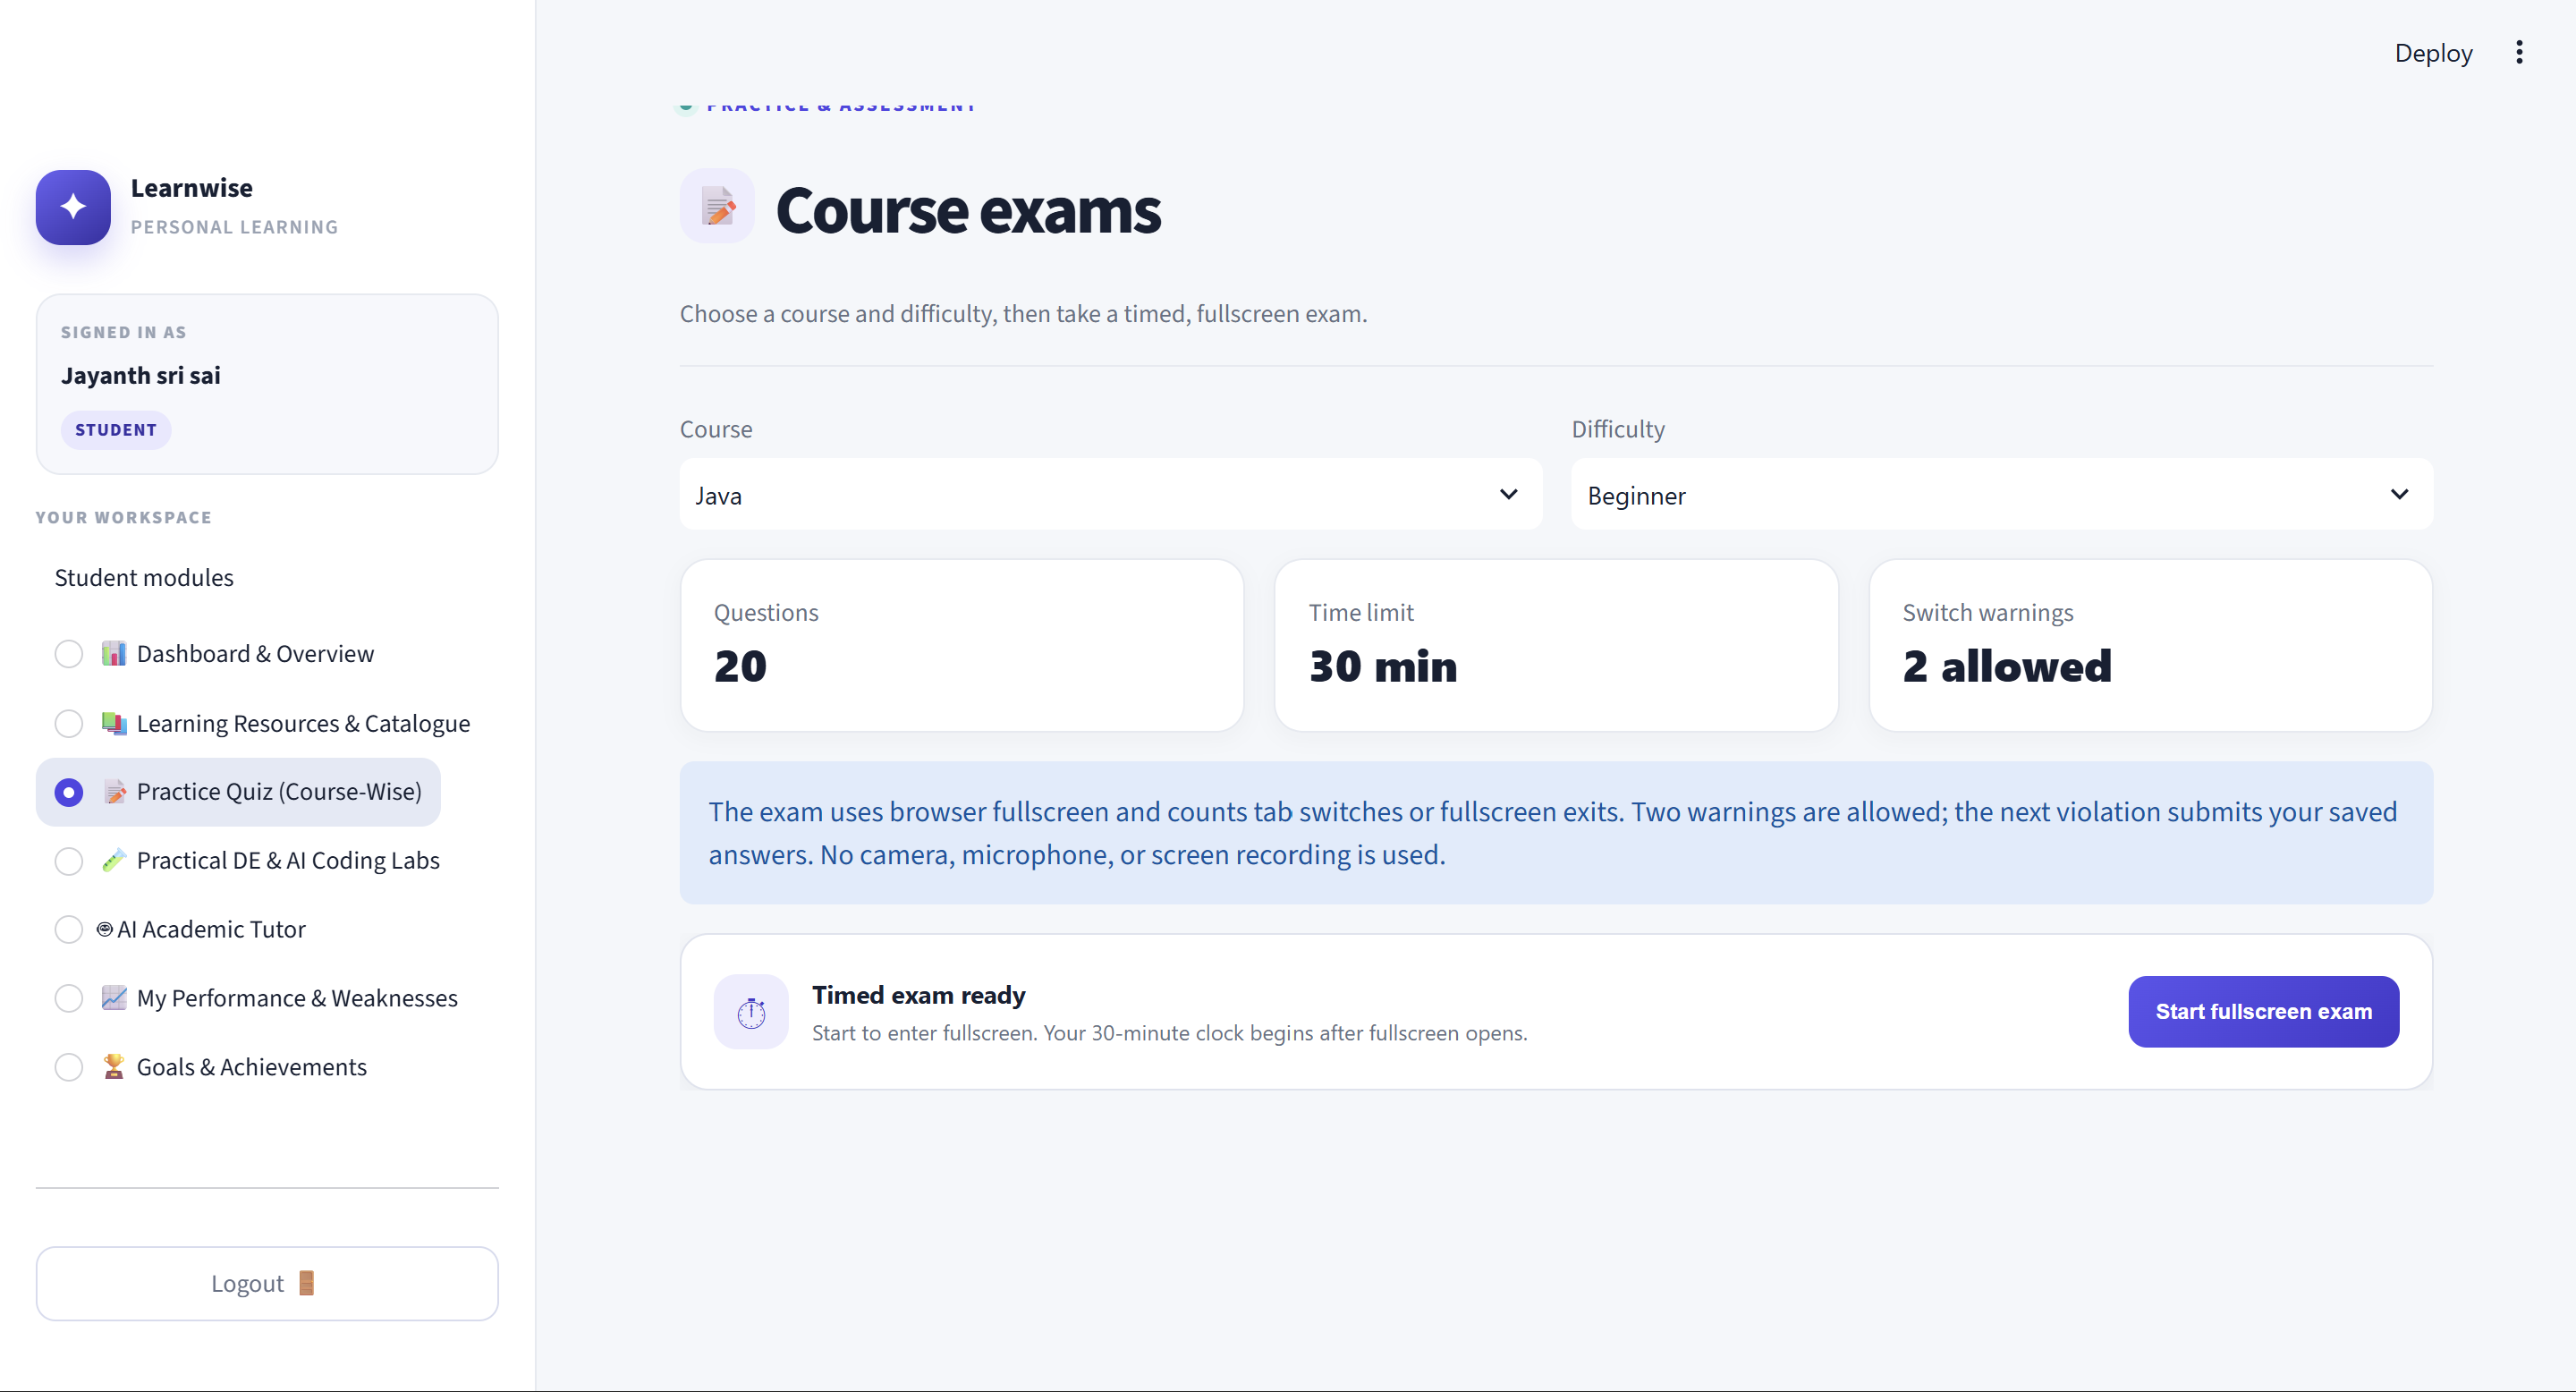 Deploy
PRACTICE & ASSESSMENT
Learnwise
PERSONAL LEARNING
SIGNED IN AS
Jayanth sri sai
STUDENT
YOUR WORKSPACE
Student modules
Dashboard & Overview
Learning Resources & Catalogue
Practice Quiz (Course-Wise)
Practical DE & AI Coding Labs
AI Academic Tutor
My Performance & Weaknesses
Goals & Achievements
Logout
Course exams
Choose a course and difficulty, then take a timed, fullscreen exam.
Course
Difficulty
Java
Beginner
Questions
20
Time limit
30 min
Switch warnings
2 allowed
The exam uses browser fullscreen and counts tab switches or fullscreen exits. Two warnings are allowed; the next violation submits your saved
answers. No camera, microphone, or screen recording is used.
Timed exam ready
Start to enter fullscreen. Your 30-minute clock begins after fullscreen opens.
Start fullscreen exam